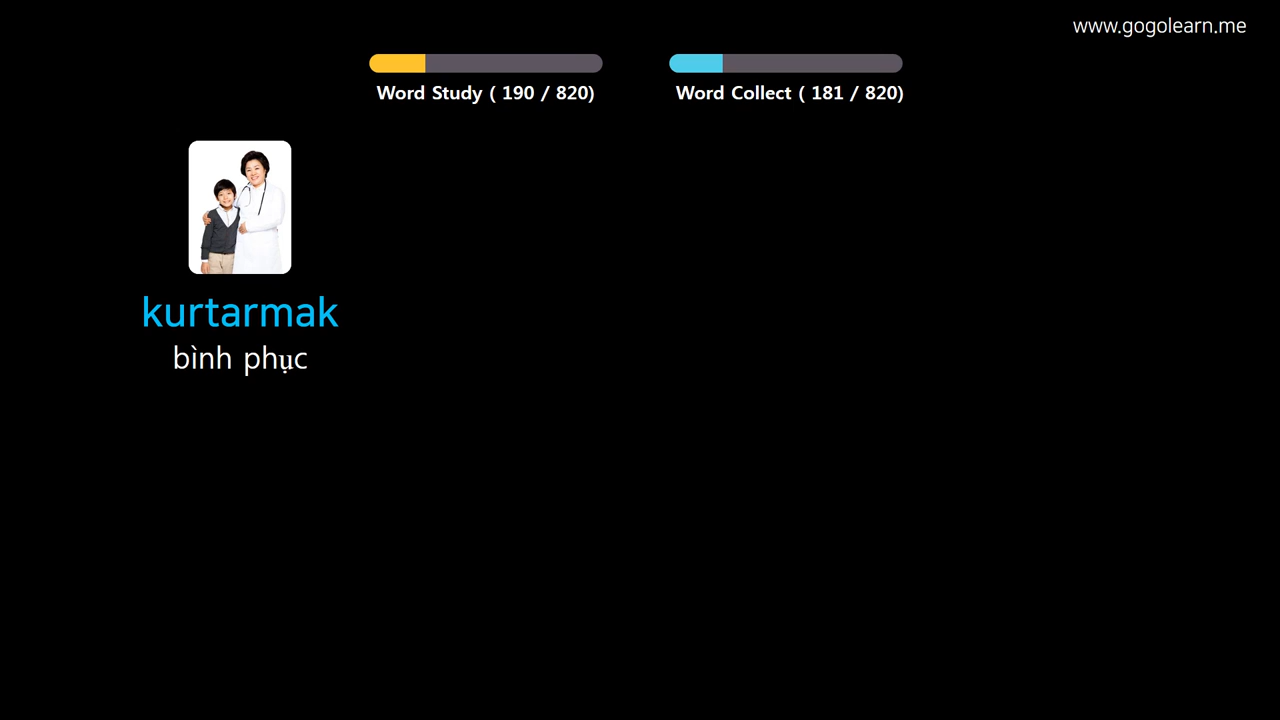 www.gogolearn.me
Word Study ( 190 / 820)
Word Collect ( 181 / 820)
kurtarmak
bình phục